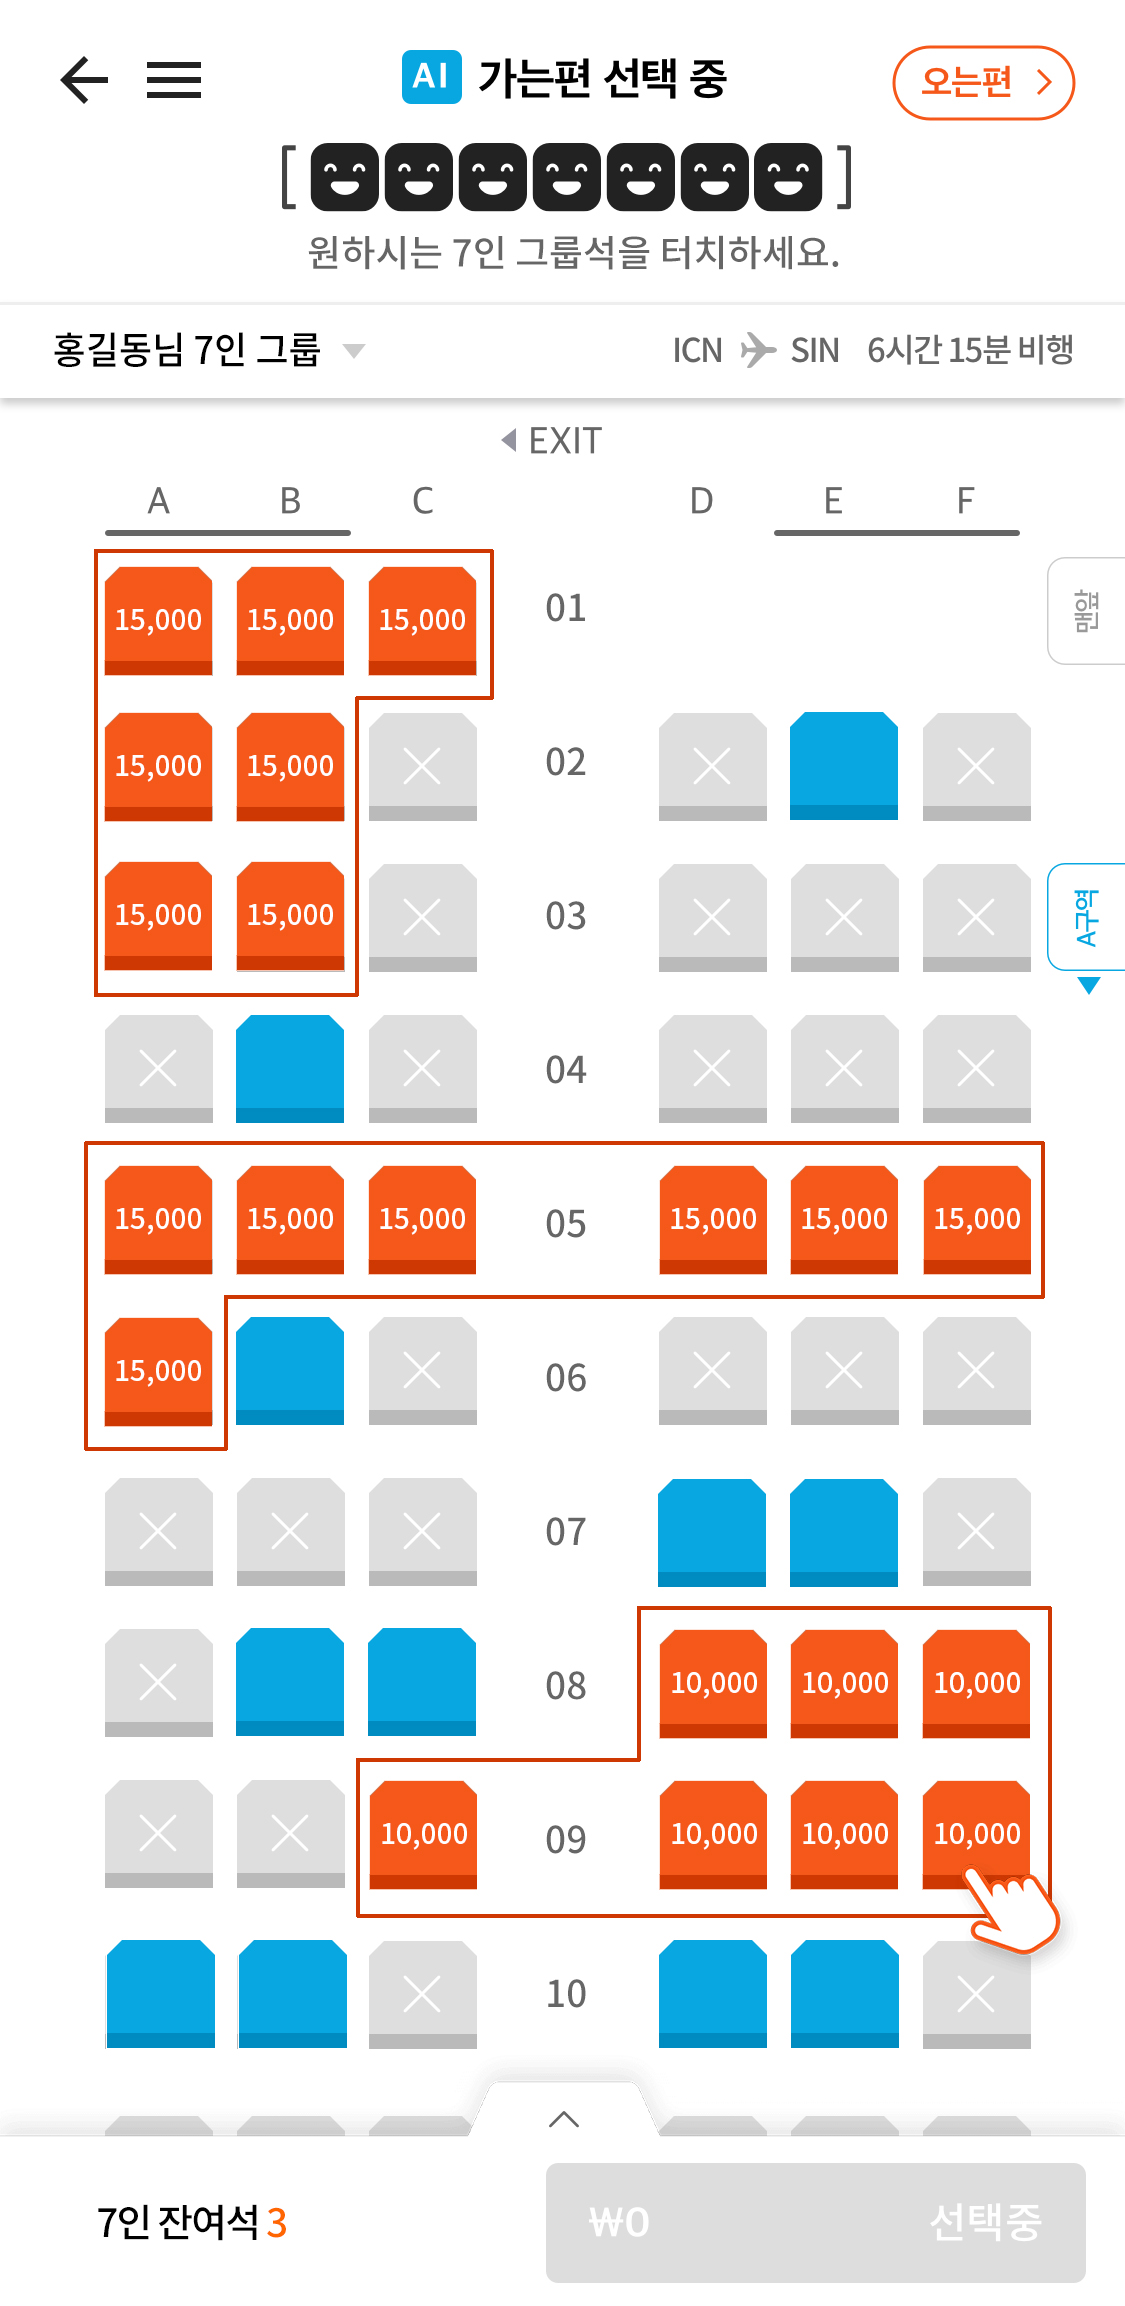 AI 가는편 선택 중
오는편
[ ]
원하시는 7인 그룹석을 터치하세요.
홍길동님 7인 그룹
ICN SIN 6시간 15분 비행
EXIT
A B C D E F
15,000 15,000 15,000 01
맨앞
15,000 15,000 02
15,000 15,000 03
A구역
04
15,000 15,000 15,000 05 15,000 15,000 15,000
15,000 06
07
08 10,000 10,000 10,000
10,000 09 10,000 10,000 10,000
10
7인 잔여석 3
₩0 선택중